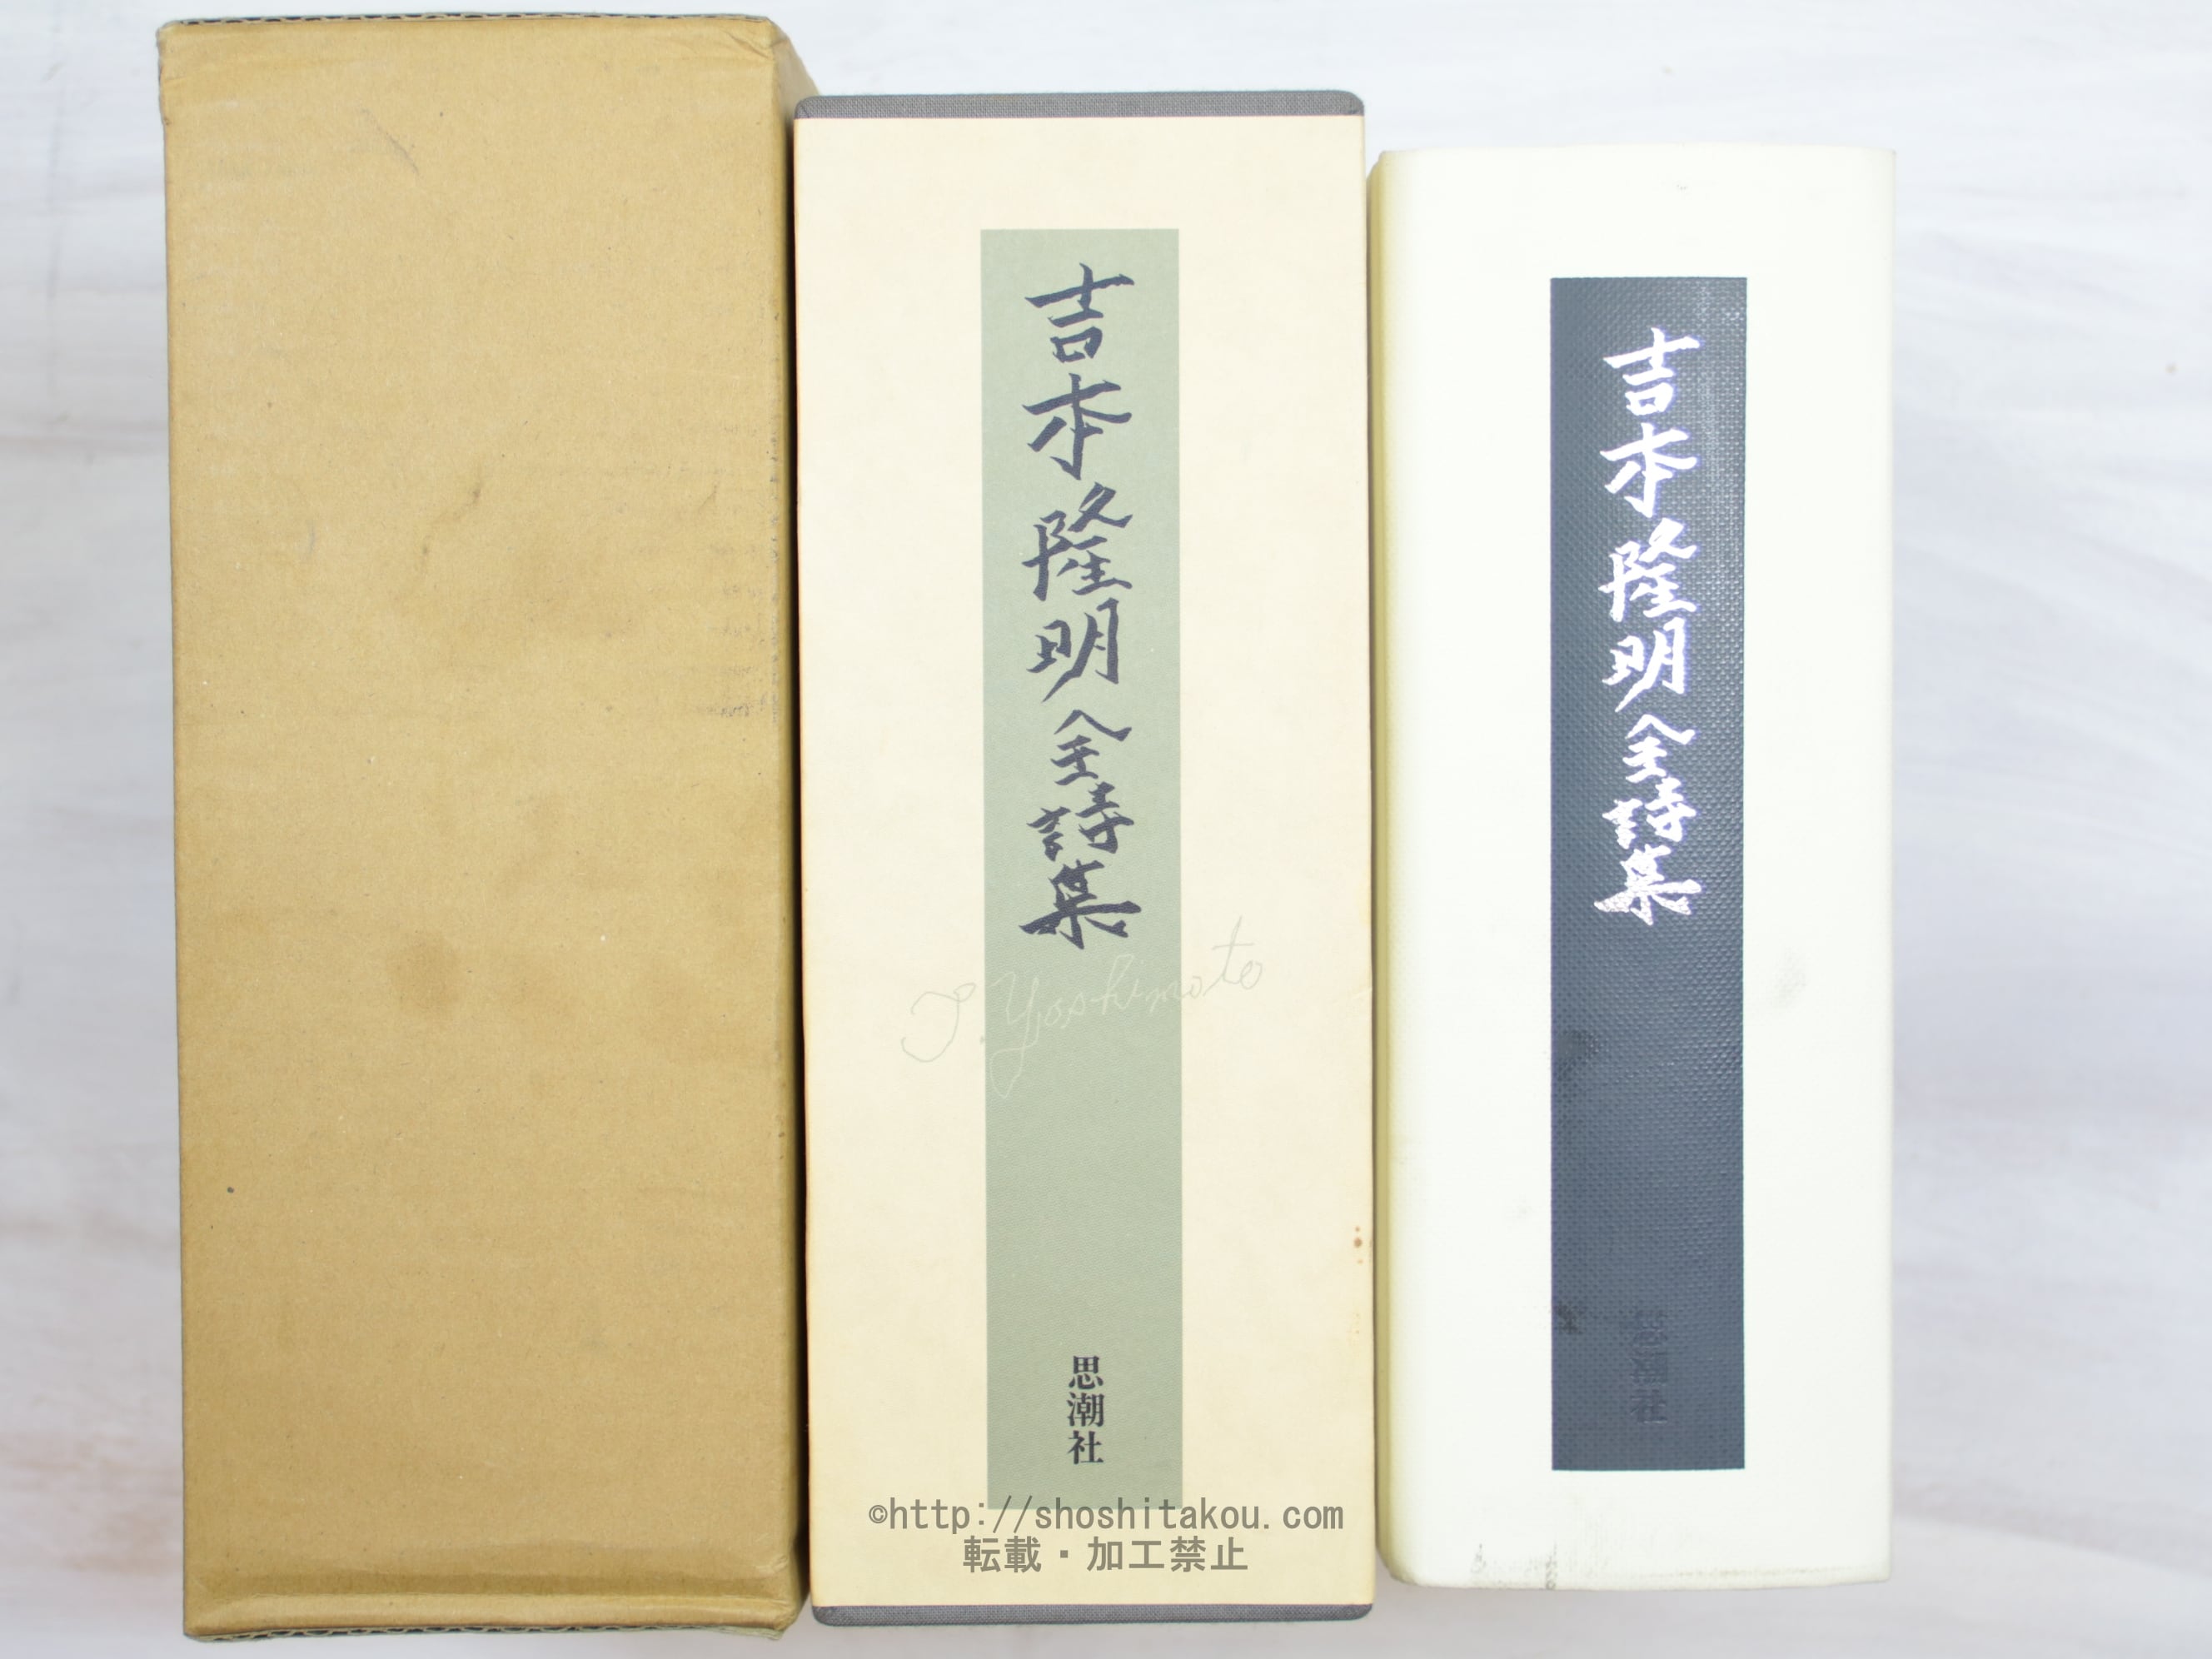 吉本隆明全詩集
T. Yoshimoto
思潮社
吉本隆明全詩集
思潮社
©http://shoshitakou.com
転載・加工禁止